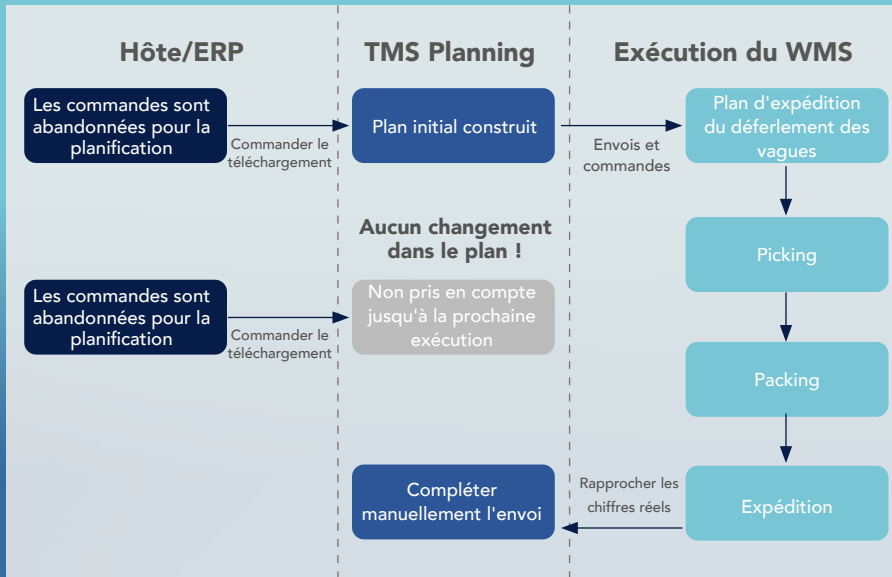 Hôte/ERP
TMS Planning
Exécution du WMS
Les commandes sont
abandonnées pour la
planification
Commander le
téléchargement
Plan initial construit
Envois et
commandes
Plan d'expédition
du déferlement des
vagues
Aucun changement
dans le plan !
Picking
Les commandes sont
abandonnées pour la
planification
Commander le
téléchargement
Non pris en compte
jusqu'à la prochaine
exécution
Packing
Compléter
manuellement l'envoi
Rapprocher les
chiffres réels
Expédition